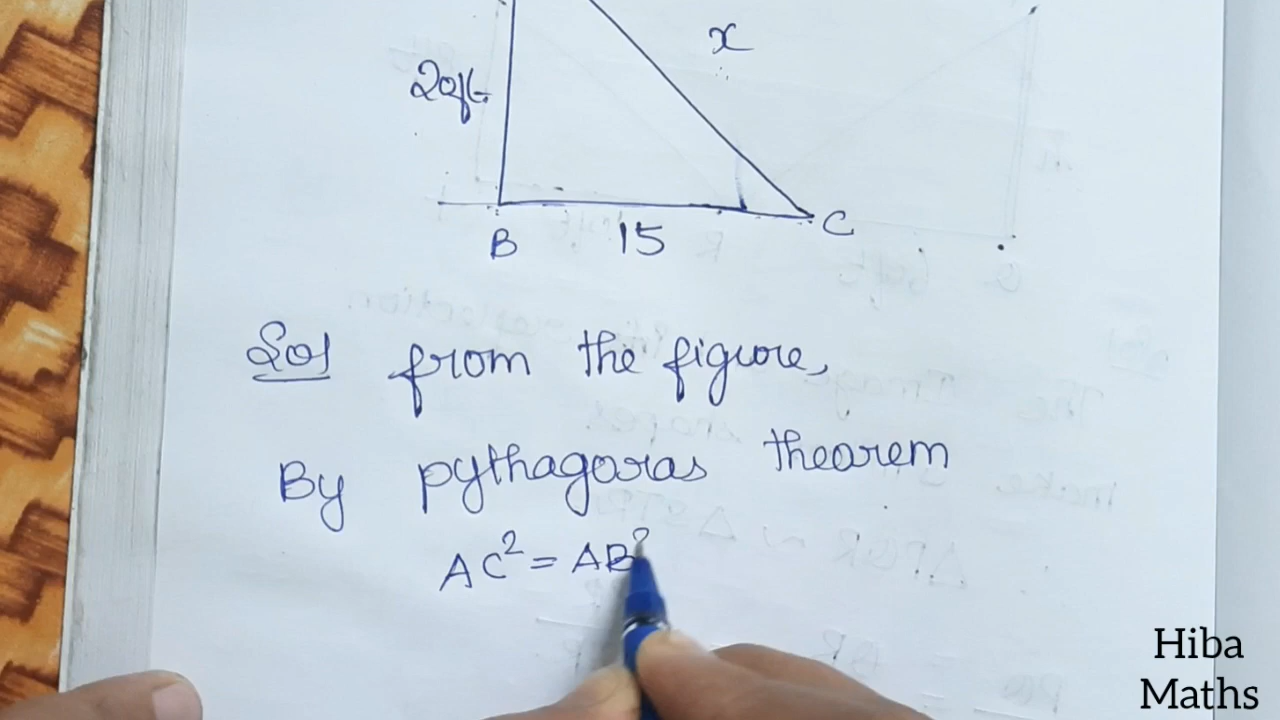 x
20ft
B 15 C
Sol from the figure,
By pythagoras theorem
AC² = AB²
Hiba
Maths